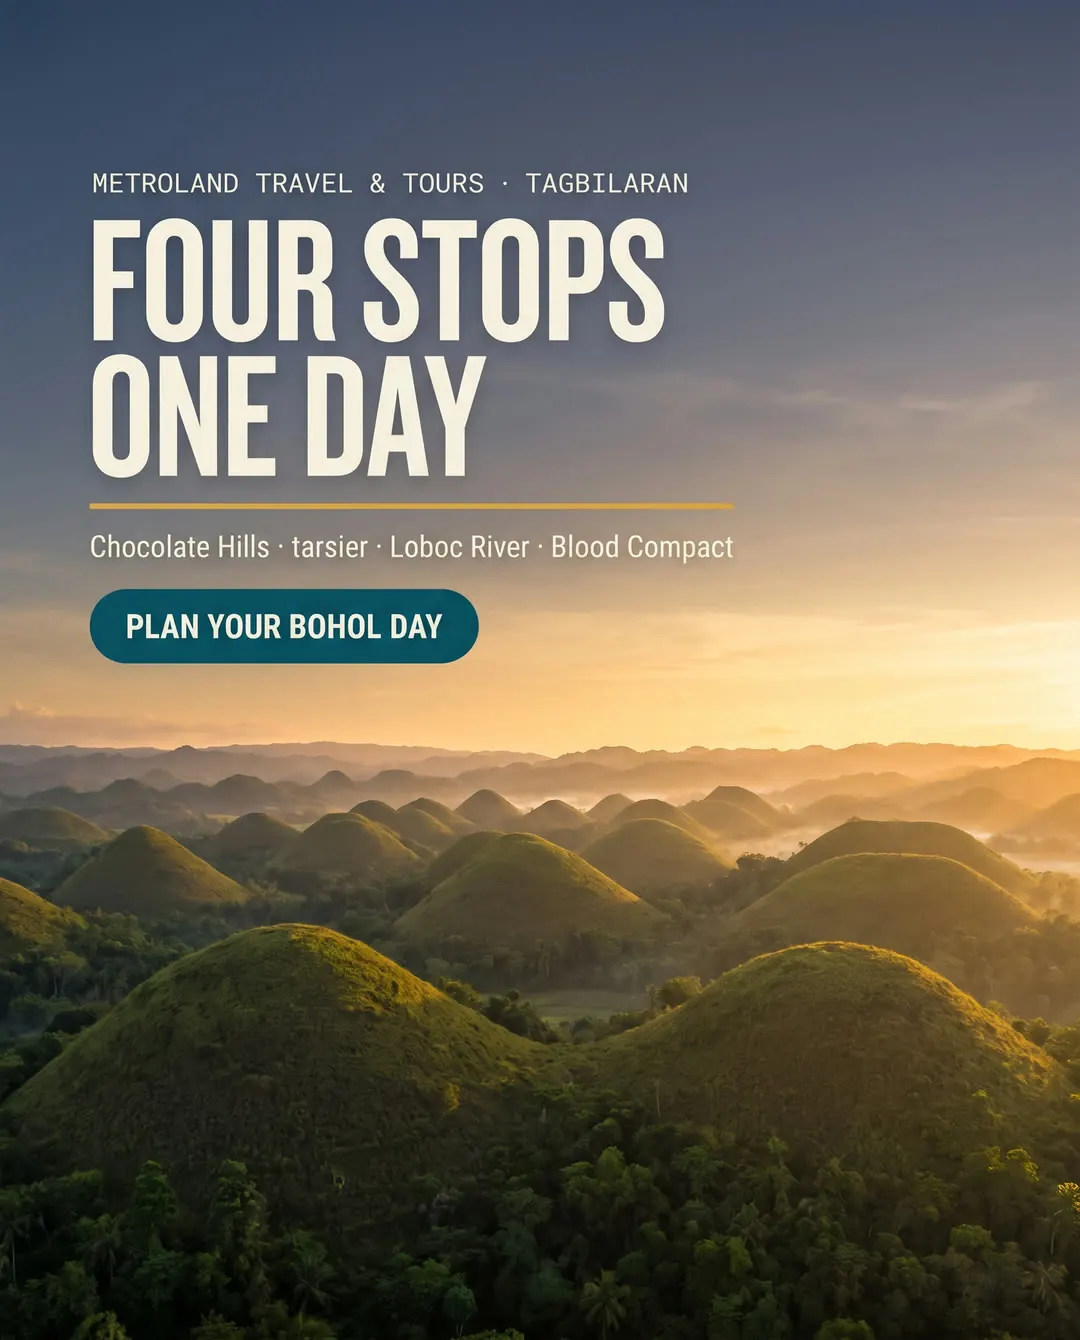 METROLAND TRAVEL & TOURS · TAGBILARAN
FOUR STOPS
ONE DAY
Chocolate Hills · tarsier · Loboc River · Blood Compact
PLAN YOUR BOHOL DAY